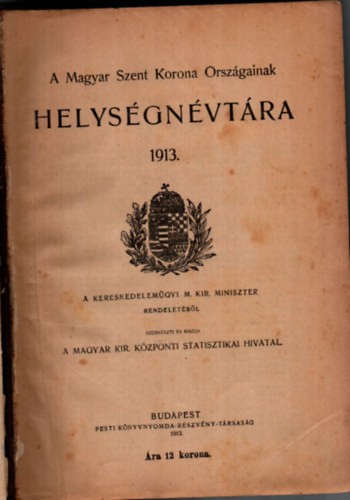 A Magyar Szent Korona Országainak
HELYSÉGNÉVTÁRA
1913.
A KERESKEDELEMÜGYI M. KIR. MINISZTER
RENDELETÉBŐL
SZERKESZTI ÉS KIADJA
A MAGYAR KIR. KÖZPONTI STATISZTIKAI HIVATAL.
BUDAPEST
PESTI KÖNYVNYOMDA-RÉSZVÉNY-TÁRSASÁG
1913.
Ára 12 korona.